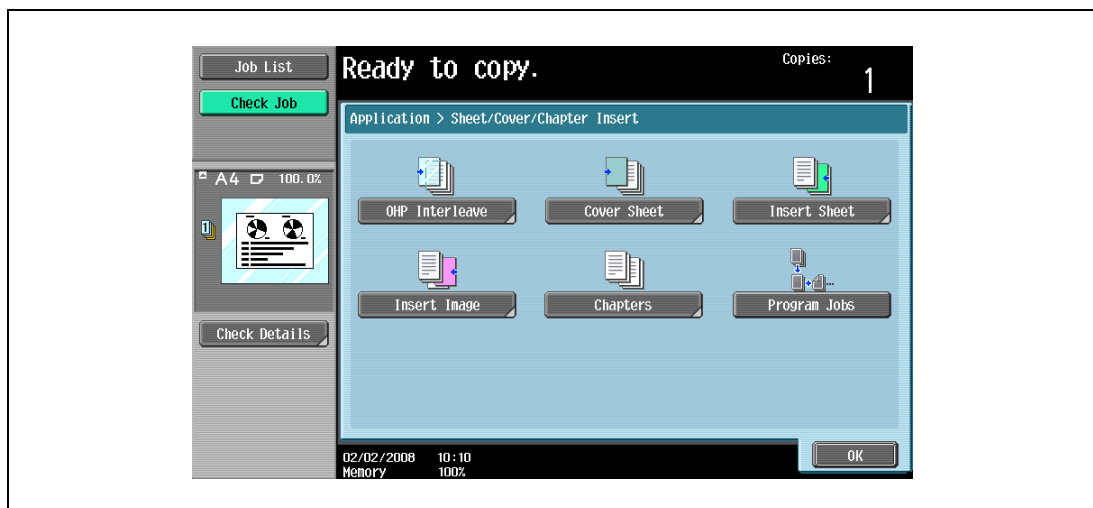 Job List
Check Job
A4 100.0%
1
Check Details
Ready to copy.
Copies:
1
Application > Sheet/Cover/Chapter Insert
OHP Interleave
Cover Sheet
Insert Sheet
Insert Image
Chapters
Program Jobs
02/02/2008 10:10
Memory 100%
OK